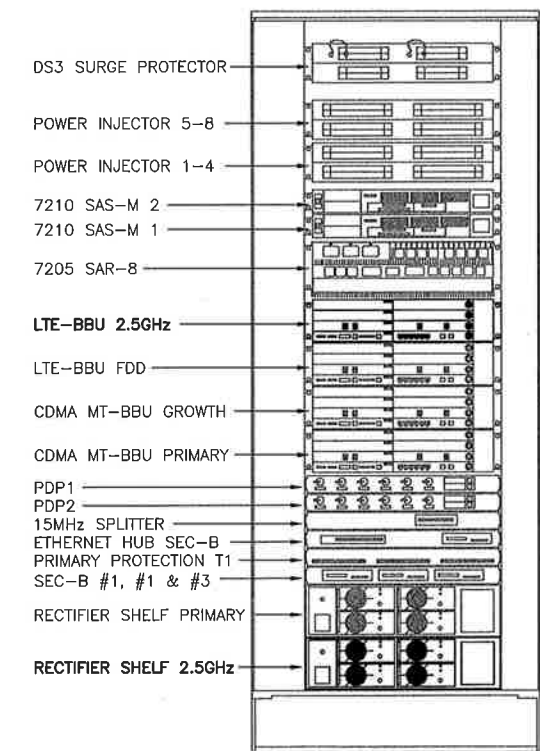 DS3 SURGE PROTECTOR
POWER INJECTOR 5-8
POWER INJECTOR 1-4
7210 SAS-M 2
7210 SAS-M 1
7205 SAR-8
LTE-BBU 2.5GHz
LTE-BBU FDD
CDMA MT-BBU GROWTH
CDMA MT-BBU PRIMARY
PDP1
PDP2
15MHz SPLITTER
ETHERNET HUB SEC-B
PRIMARY PROTECTION T1
SEC-B #1, #1 & #3
RECTIFIER SHELF PRIMARY
RECTIFIER SHELF 2.5GHz